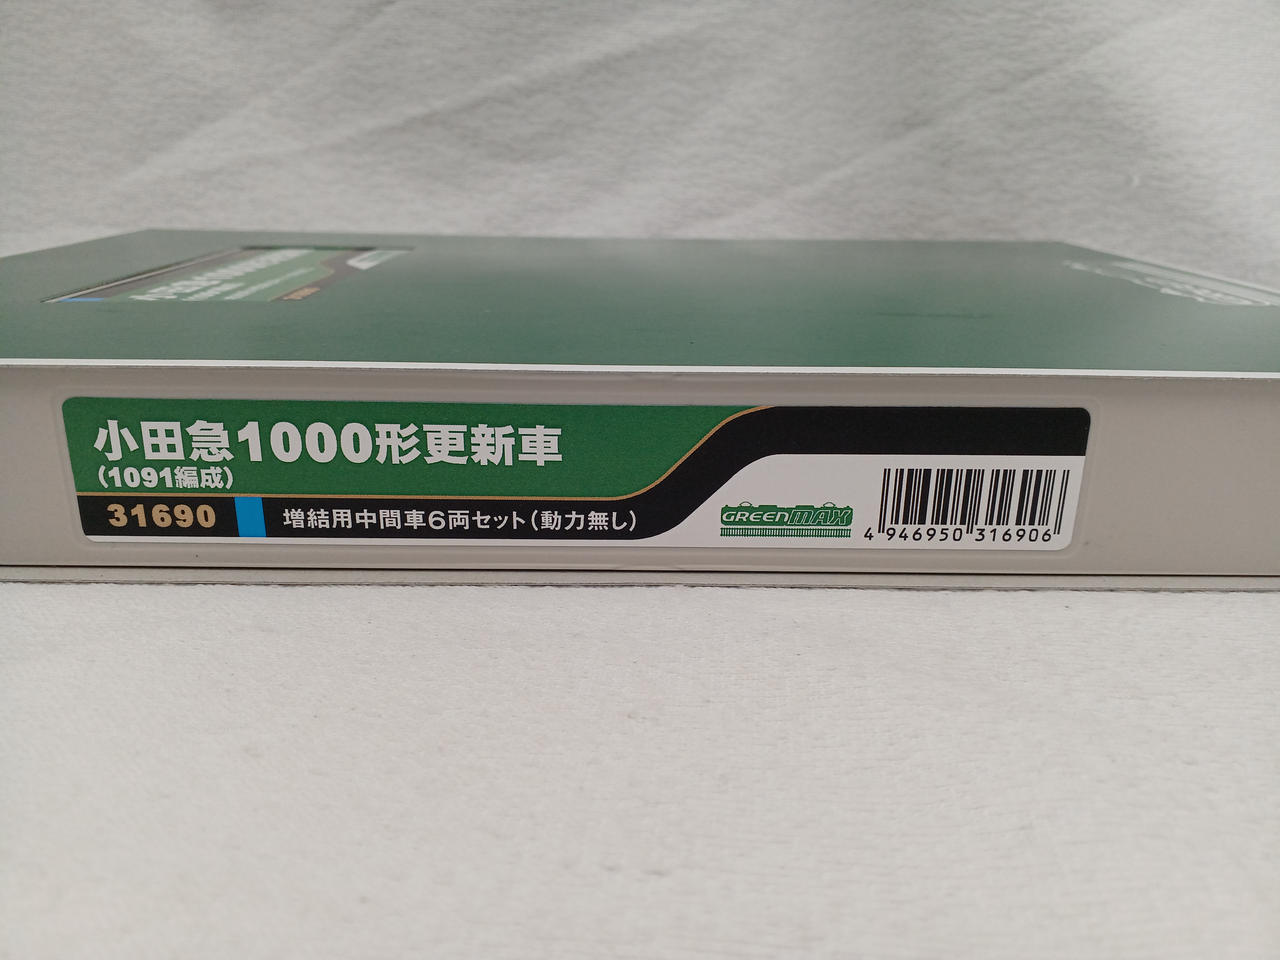 小田急1000形更新車
(1091編成)
31690
増結用中間車6両セット(動力無し)
GREENMAX
4 946950 316906